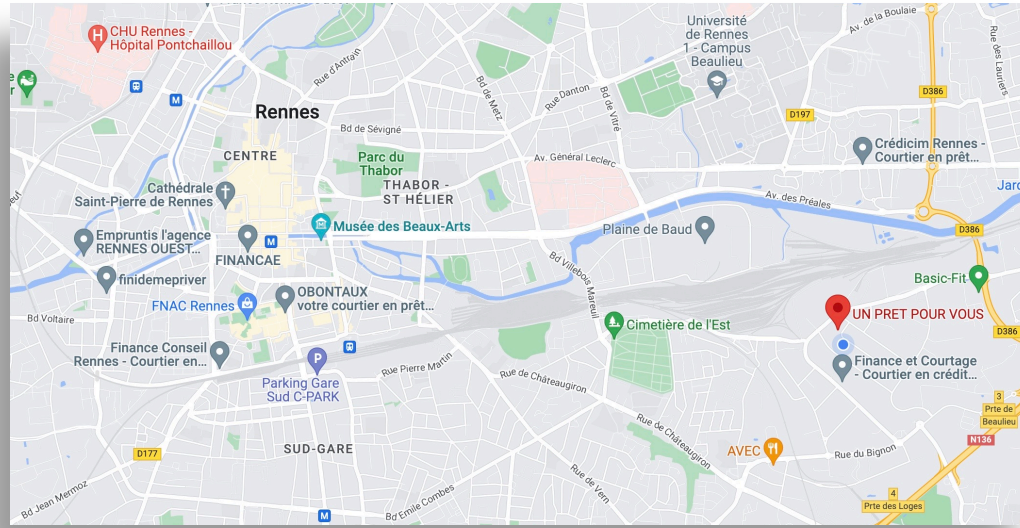 CHU Rennes -
Hôpital Pontchaillou
H
Université
de Rennes
1 - Campus
Beaulieu
Av. de la Boulaie
Rue des Lauriers
D386
Rue d'Antrain
Bd de Metz
Rue Danton
Bd de Vitré
M
Rennes
D197
Bd de Sévigné
CENTRE
Parc du
Thabor
Av. Général Leclerc
Crédicim Rennes -
Courtier en prêt...
THABOR -
ST HÉLIER
Cathédrale
Saint-Pierre de Rennes
Av. des Préales
Musée des Beaux-Arts
Plaine de Baud
D386
Empruntis l'agence
RENNES OUEST...
M
FINANCAE
Bd Villebois Mareuil
finidemepriver
Basic-Fit
FNAC Rennes
OBONTAUX
votre courtier en prêt...
UN PRET POUR VOUS
Bd Voltaire
Cimetière de l'Est
D386
Finance Conseil
Rennes - Courtier en...
P
Rue Pierre Martin
Finance et Courtage
- Courtier en crédit...
Parking Gare
Sud C-PARK
Rue de Châteaugiron
3
Prte de
Beaulieu
Rue de Châteaugiron
N136
SUD-GARE
D177
AVEC
Rue du Bignon
Rue de Vern
Bd Jean Mermoz
Bd Emile Combes
4
Prte des Loges
M